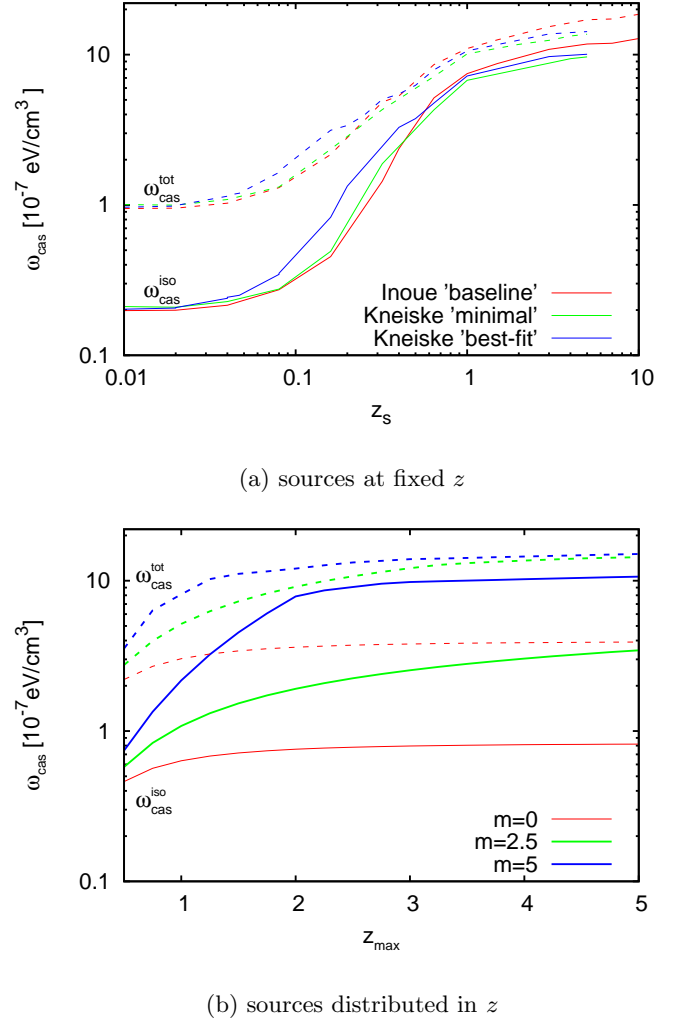 10
1
0.1
ω_cas [10^-7 eV/cm^3]
ω_cas^tot
ω_cas^iso
Inoue 'baseline'
Kneiske 'minimal'
Kneiske 'best-fit'
0.01 0.1 1 10
z_s
(a) sources at fixed z
10
1
0.1
ω_cas [10^-7 eV/cm^3]
ω_cas^tot
ω_cas^iso
m=0
m=2.5
m=5
1 2 3 4 5
z_max
(b) sources distributed in z